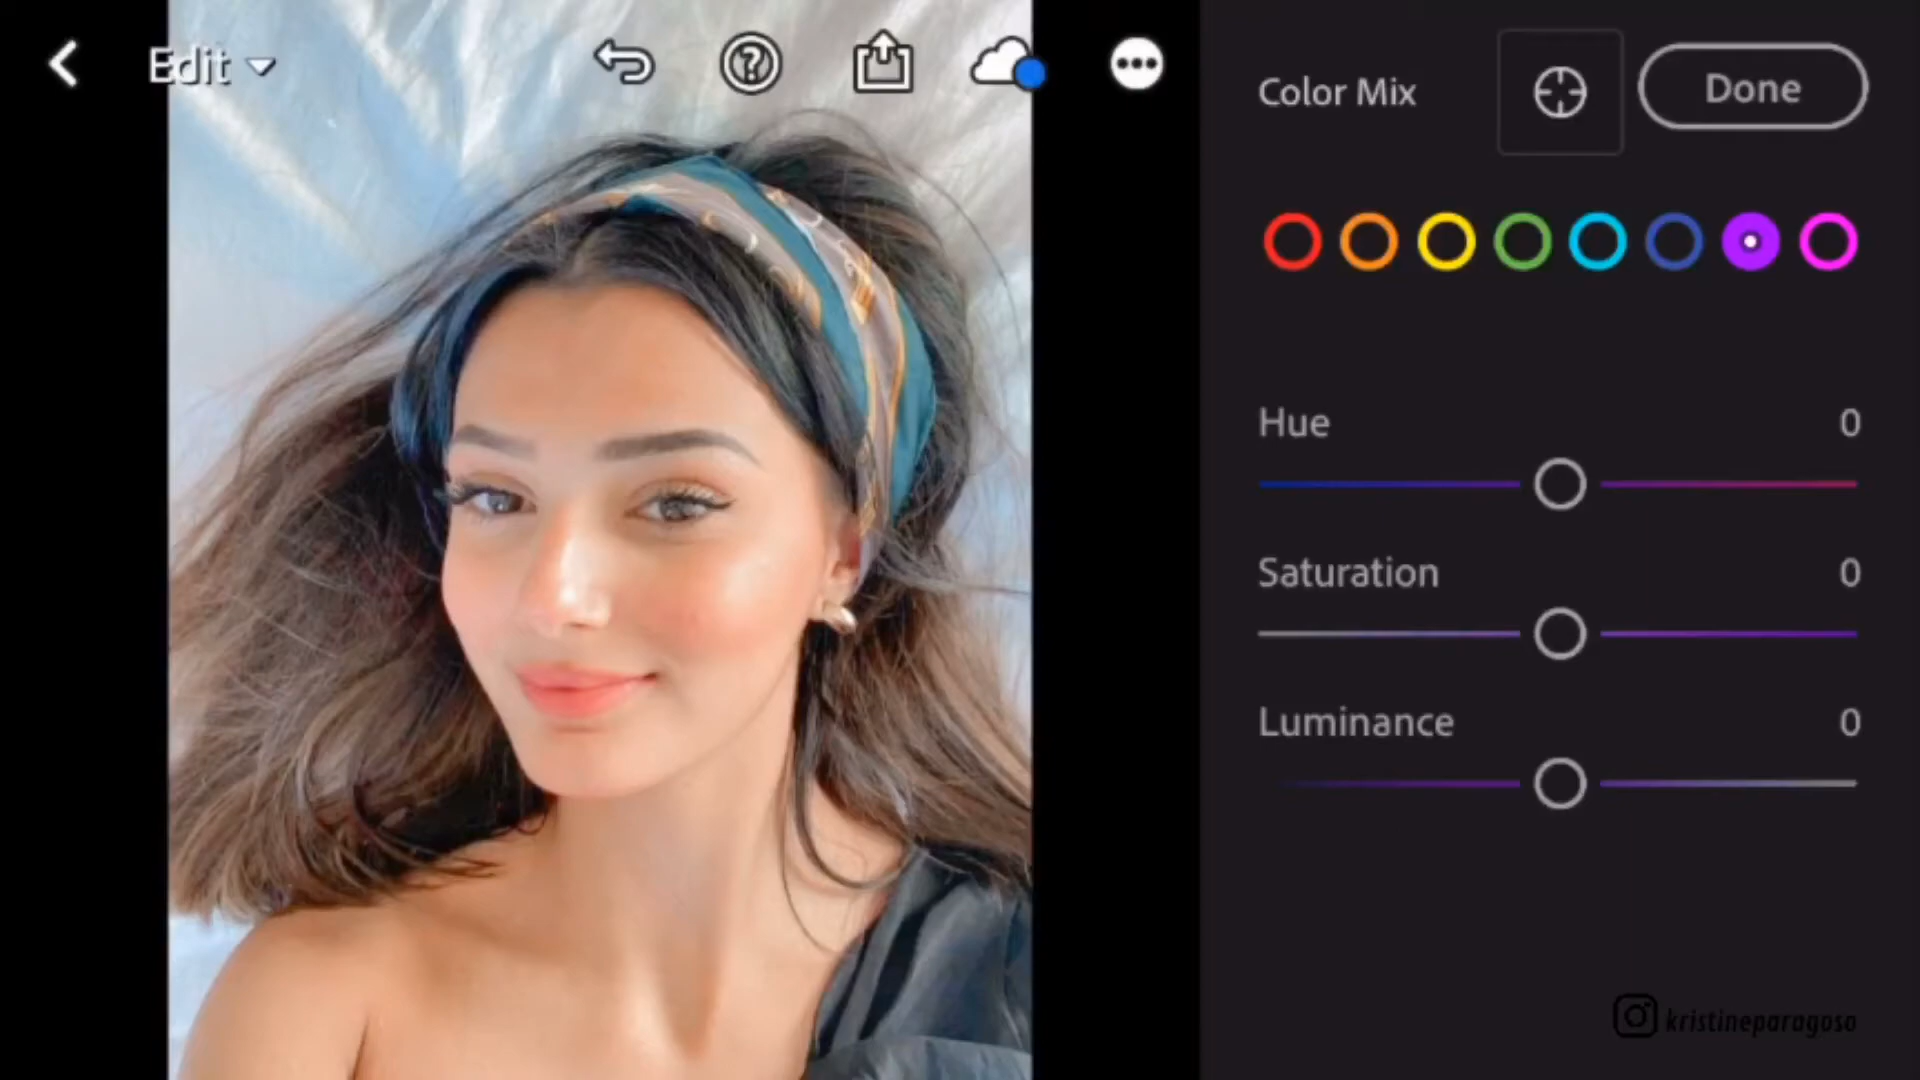 Edit
Color Mix
Done
Hue 0
Saturation 0
Luminance 0
kristineparagoso